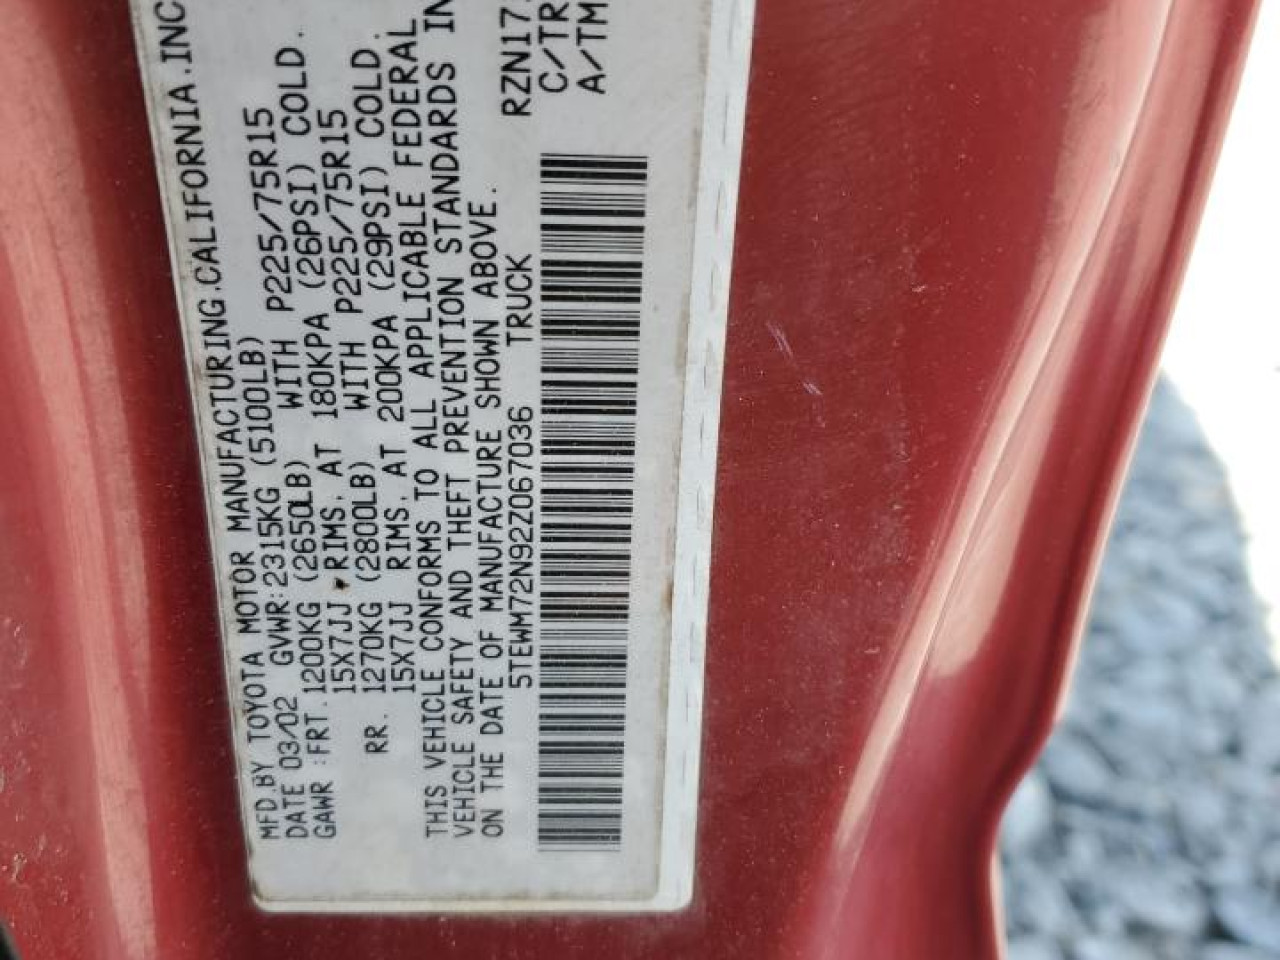 MFD.BY TOYOTA MOTOR MANUFACTURING.CALIFORNIA.INC
DATE 03/02 GVWR:2315KG (5100LB)
GAWR :FRT.1200KG (2650LB) WITH P225/75R15
15X7JJ RIMS, AT 180KPA (26PSI) COLD.
RR. 1270KG (2800LB) WITH P225/75R15
15X7JJ RIMS, AT 200KPA (29PSI) COLD.
THIS VEHICLE CONFORMS TO ALL APPLICABLE FEDERAL
VEHICLE SAFETY AND THEFT PREVENTION STANDARDS IN
ON THE DATE OF MANUFACTURE SHOWN ABOVE.
5TEWM72N92Z067036 TRUCK RZN17
C/TR
A/TM